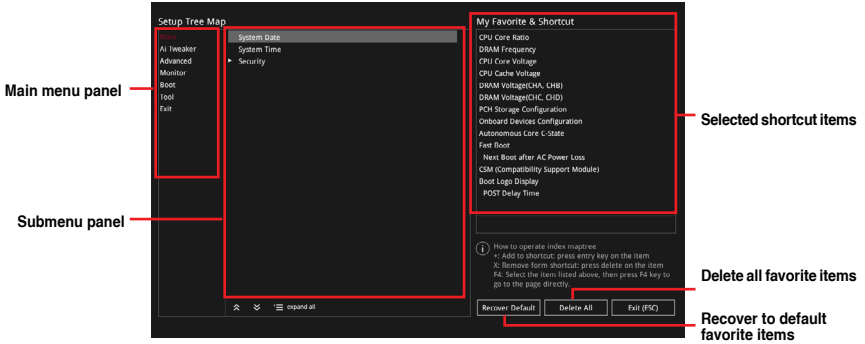 Setup Tree Map
Main
Ai Tweaker
Advanced
Monitor
Boot
Tool
Exit
System Date
System Time
Security
expand all
My Favorite & Shortcut
CPU Core Ratio
DRAM Frequency
CPU Core Voltage
CPU Cache Voltage
DRAM Voltage(CHA, CHB)
DRAM Voltage(CHC, CHD)
PCH Storage Configuration
Onboard Devices Configuration
Autonomous Core C-State
Fast Boot
Next Boot after AC Power Loss
CSM (Compatibility Support Module)
Boot Logo Display
POST Delay Time
How to operate index maptree
+: Add to shortcut: press entry key on the item
X: Remove form shortcut: press delete on the item
F4: Select the item listed above, then press F4 key to
go to the page directly.
Recover Default
Delete All
Exit (ESC)
Main menu panel
Submenu panel
Selected shortcut items
Delete all favorite items
Recover to default
favorite items